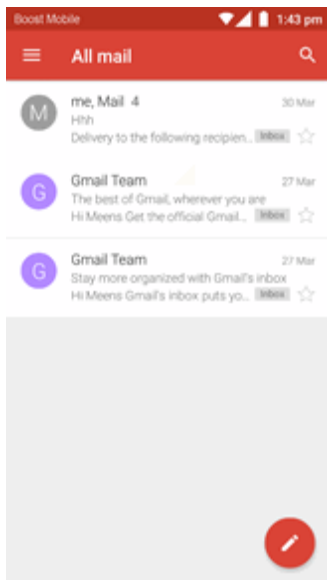 Boost Mobile 1:43 pm
All mail
M
me, Mail 4 30 Mar
Hhh
Delivery to the following recipien... Inbox
G
Gmail Team 27 Mar
The best of Gmail, wherever you are
Hi Meens Get the official Gmail... Inbox
G
Gmail Team 27 Mar
Stay more organized with Gmail's inbox
Hi Meens Gmail's inbox puts yo... Inbox